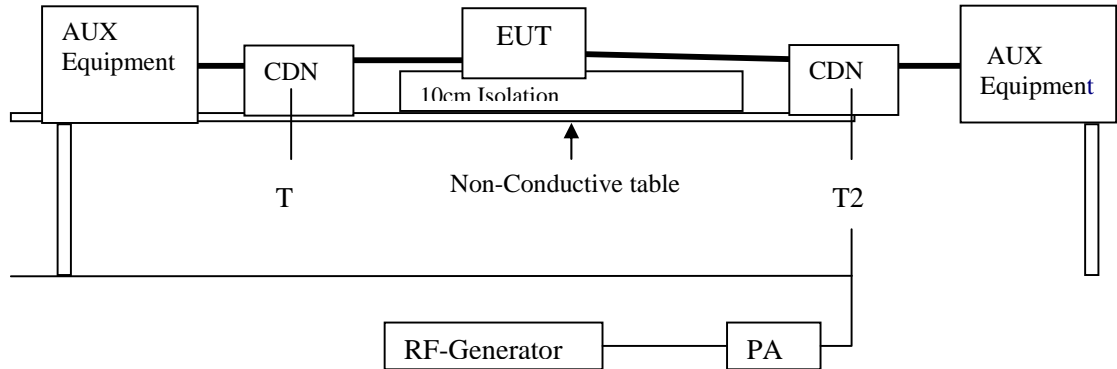 AUX
Equipment
CDN
EUT
10cm Isolation
CDN
AUX
Equipment
T
Non-Conductive table
T2
RF-Generator
PA